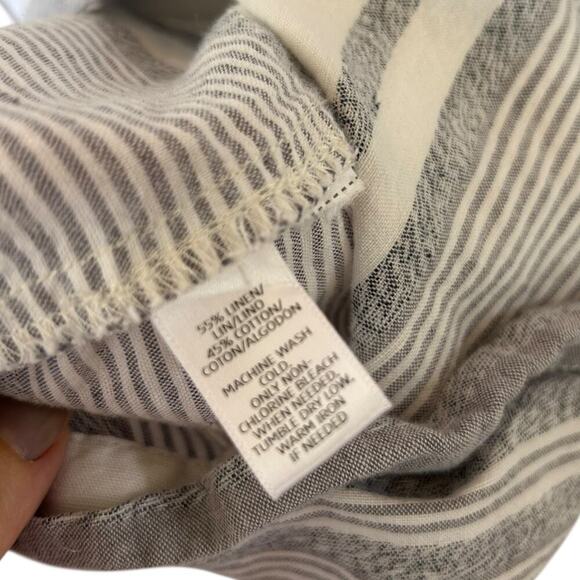 55% LINEN/
LIN/LINO
45% COTTON/
COTON/ALGODON
MACHINE WASH
COLD.
ONLY NON-
CHLORINE BLEACH
WHEN NEEDED.
TUMBLE DRY LOW.
WARM IRON
IF NEEDED